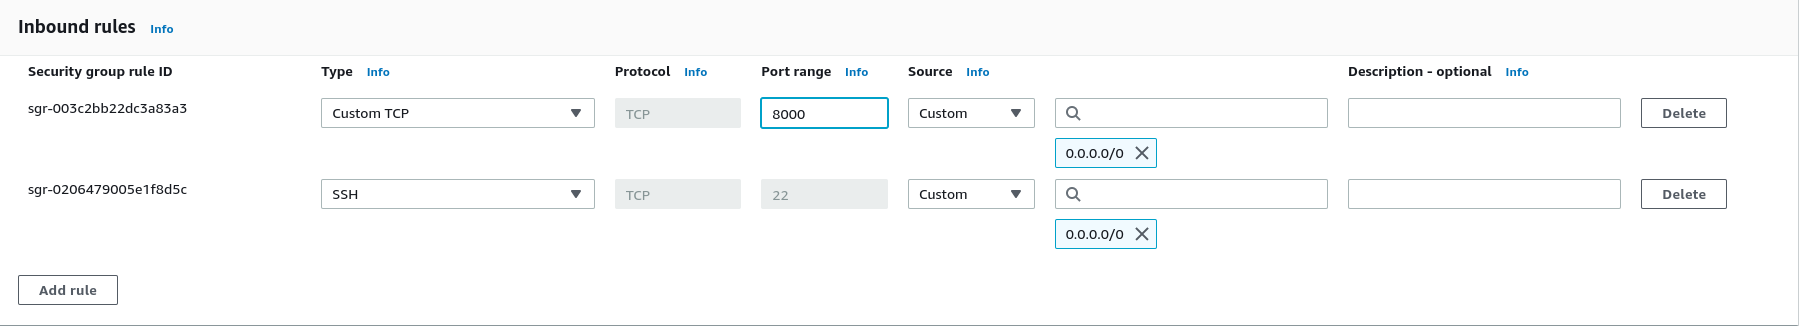 Inbound rules Info
Security group rule ID Type Info Protocol Info Port range Info Source Info Description - optional Info
sgr-003c2bb22dc3a83a3 Custom TCP TCP 8000 Custom Delete
0.0.0.0/0
sgr-0206479005e1f8d5c SSH TCP 22 Custom Delete
0.0.0.0/0
Add rule